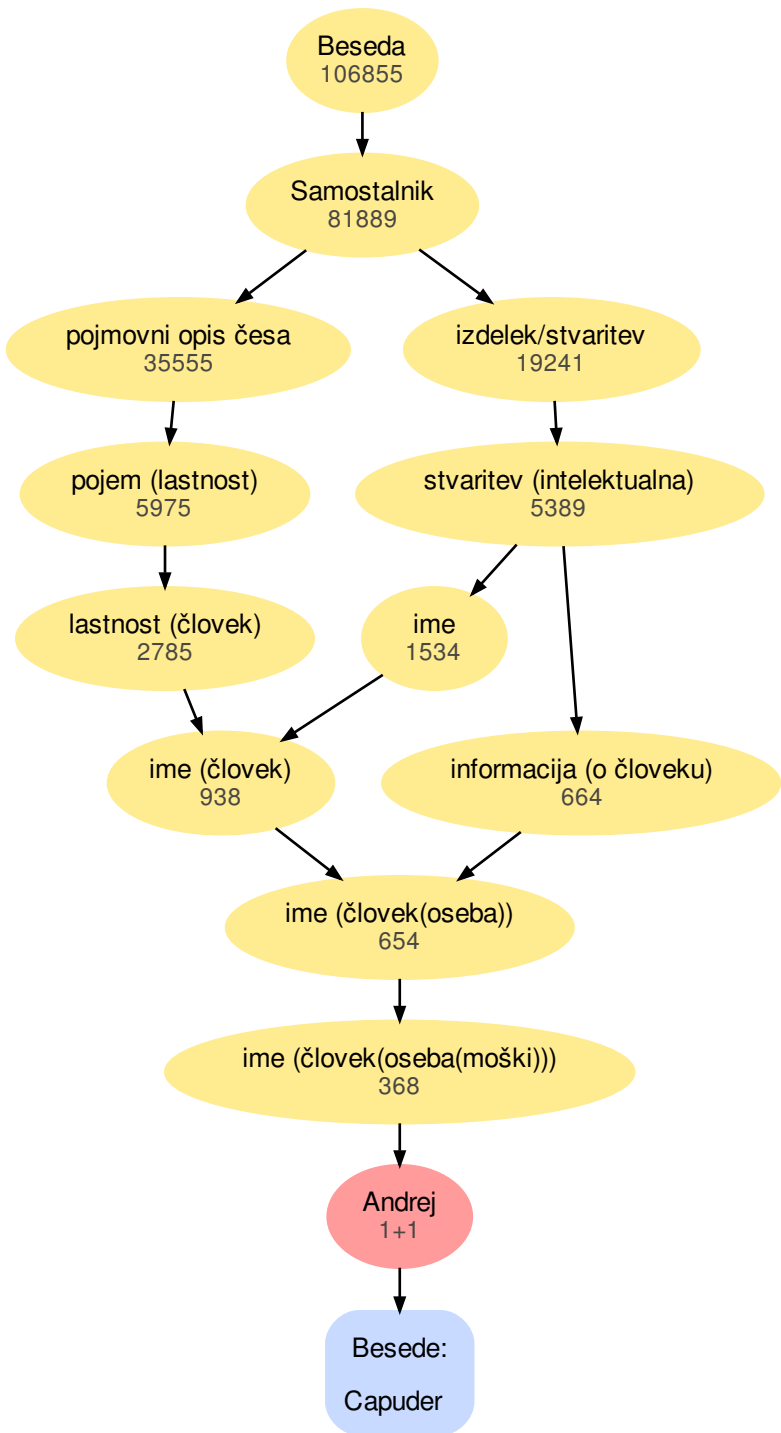 Beseda
106855
Samostalnik
81889
pojmovni opis česa
35555
izdelek/stvaritev
19241
pojem (lastnost)
5975
stvaritev (intelektualna)
5389
lastnost (človek)
2785
ime
1534
ime (človek)
938
informacija (o človeku)
664
ime (človek(oseba))
654
ime (človek(oseba(moški)))
368
Andrej
1+1
Besede:
Capuder